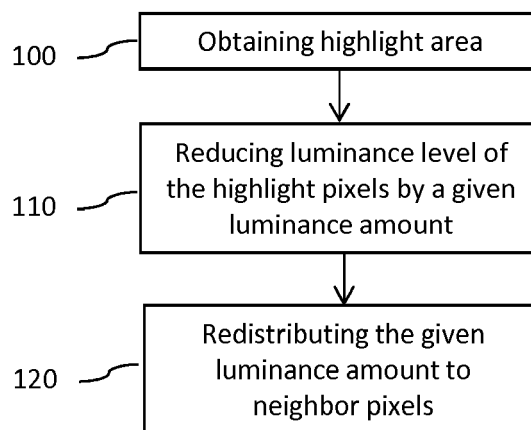 100
Obtaining highlight area
110
Reducing luminance level of
the highlight pixels by a given
luminance amount
120
Redistributing the given
luminance amount to
neighbor pixels